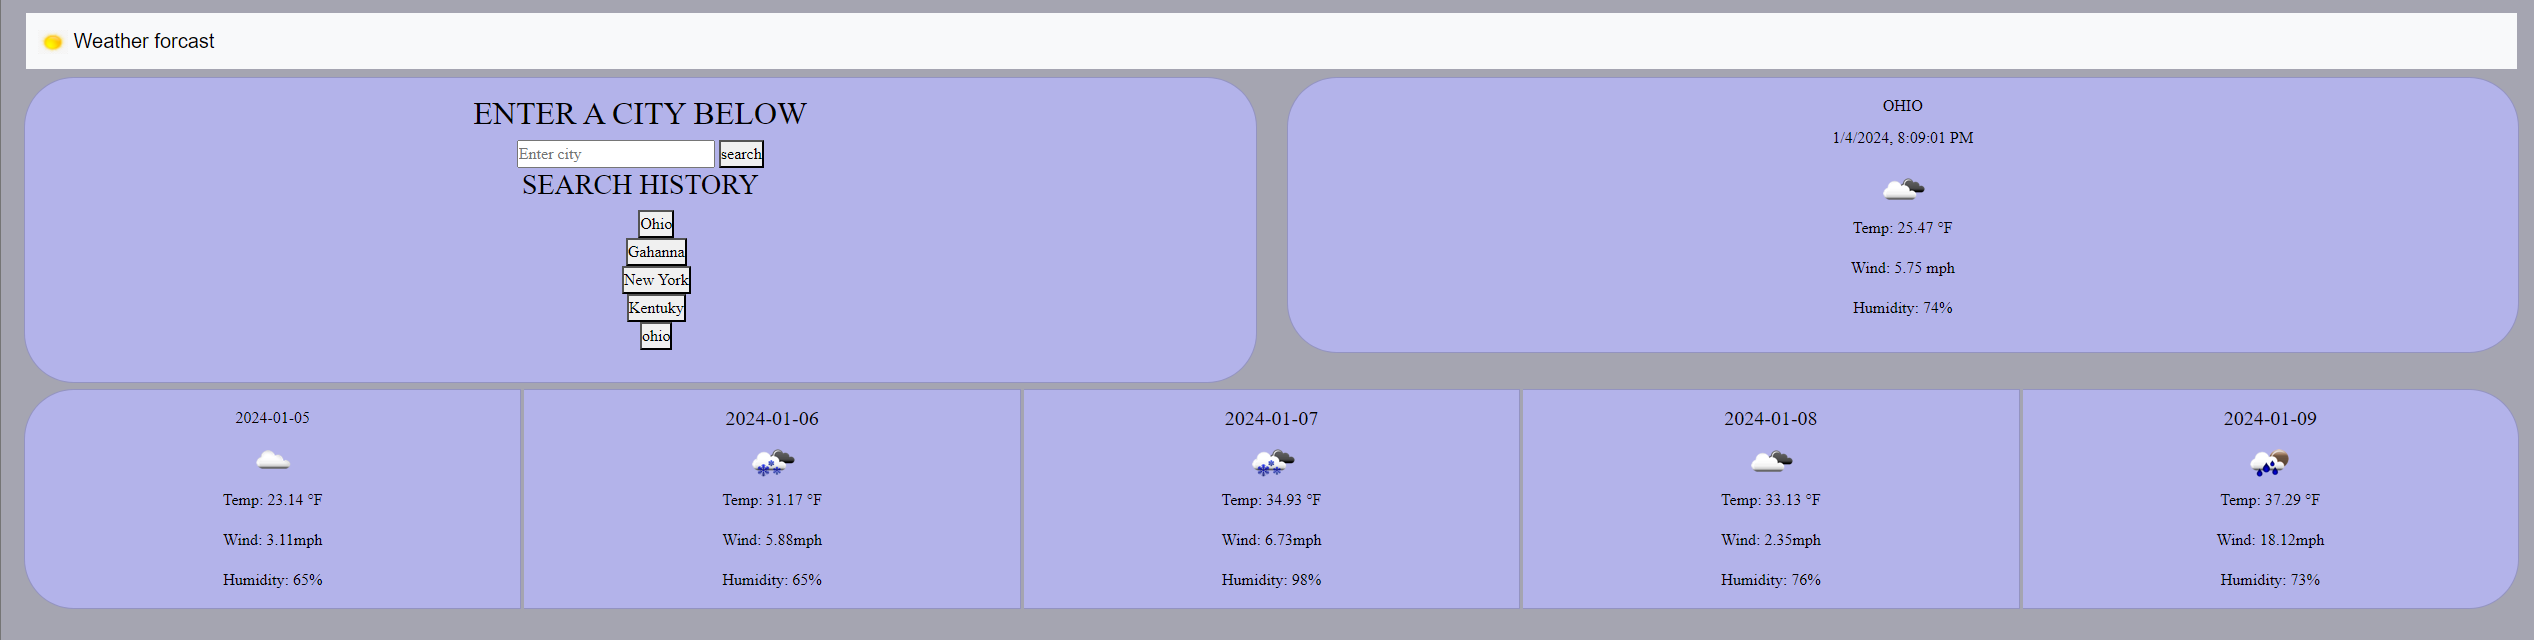 Weather forcast
ENTER A CITY BELOW
Enter city search
SEARCH HISTORY
Ohio
Gahanna
New York
Kentuky
ohio
OHIO
1/4/2024, 8:09:01 PM
Temp: 25.47 °F
Wind: 5.75 mph
Humidity: 74%
2024-01-05
Temp: 23.14 °F
Wind: 3.11mph
Humidity: 65%
2024-01-06
Temp: 31.17 °F
Wind: 5.88mph
Humidity: 65%
2024-01-07
Temp: 34.93 °F
Wind: 6.73mph
Humidity: 98%
2024-01-08
Temp: 33.13 °F
Wind: 2.35mph
Humidity: 76%
2024-01-09
Temp: 37.29 °F
Wind: 18.12mph
Humidity: 73%